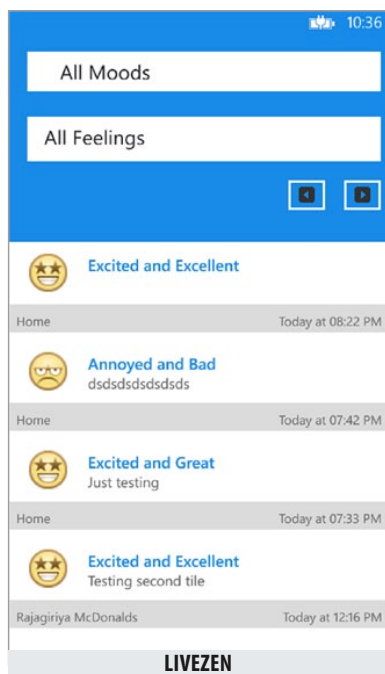 10:36
All Moods
All Feelings
Excited and Excellent
Home Today at 08:22 PM
Annoyed and Bad
dsdsdsdsdsdsds
Home Today at 07:42 PM
Excited and Great
Just testing
Home Today at 07:33 PM
Excited and Excellent
Testing second tile
Rajagiriya McDonalds Today at 12:16 PM
LIVEZEN